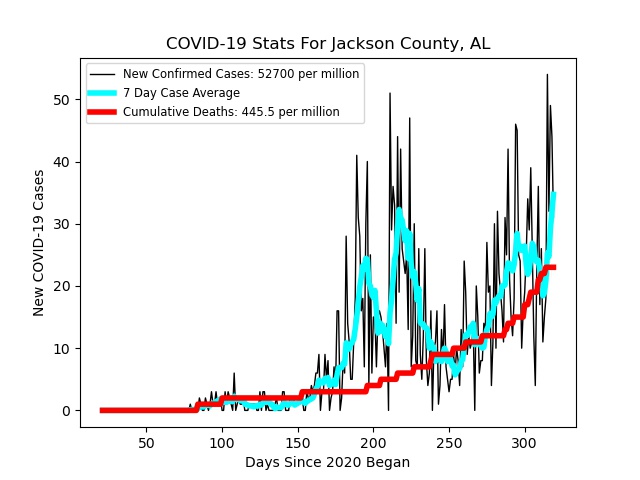 COVID-19 Stats For Jackson County, AL
New Confirmed Cases: 52700 per million
7 Day Case Average
Cumulative Deaths: 445.5 per million
New COVID-19 Cases
50
40
30
20
10
0
50 100 150 200 250 300
Days Since 2020 Began